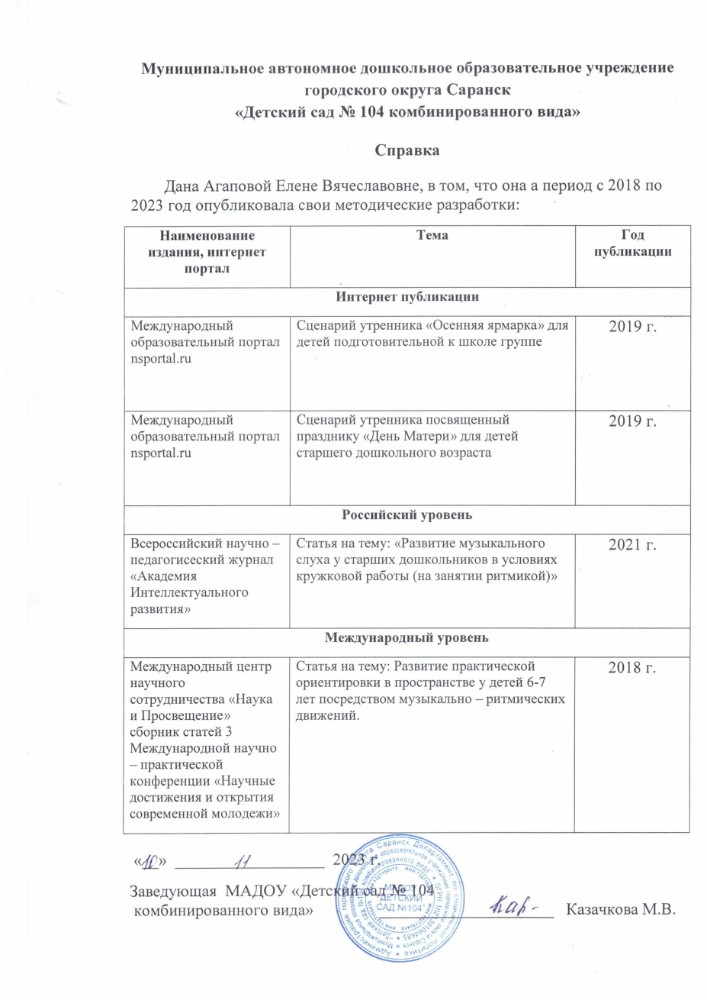 Муниципальное автономное дошкольное образовательное учреждение
городского округа Саранск
«Детский сад № 104 комбинированного вида»
Справка
Дана Агаповой Елене Вячеславовне, в том, что она а период с 2018 по
2023 год опубликовала свои методические разработки:
Наименование
издания, интернет
портал
Тема
Год
публикации
Интернет публикации
Международный
образовательный портал
nsportal.ru
Сценарий утренника «Осенняя ярмарка» для
детей подготовительной к школе группе
2019 г.
Международный
образовательный портал
nsportal.ru
Сценарий утренника посвященный
празднику «День Матери» для детей
старшего дошкольного возраста
2019 г.
Российский уровень
Всероссийский научно –
педагогисеский журнал
«Академия
Интеллектуального
развития»
Статья на тему: «Развитие музыкального
слуха у старших дошкольников в условиях
кружковой работы (на занятии ритмикой)»
2021 г.
Международный уровень
Международный центр
научного
сотрудничества «Наука
и Просвещение»
сборник статей 3
Международной научно
– практической
конференции «Научные
достижения и открытия
современной молодежи»
Статья на тему: Развитие практической
ориентировки в пространстве у детей 6-7
лет посредством музыкально – ритмических
движений.
2018 г.
«10» 11 2023 г.
Заведующая МАДОУ «Детский сад № 104
комбинированного вида» Казачкова М.В.
МАДОУ
"ДЕТСКИЙ
САД №104"